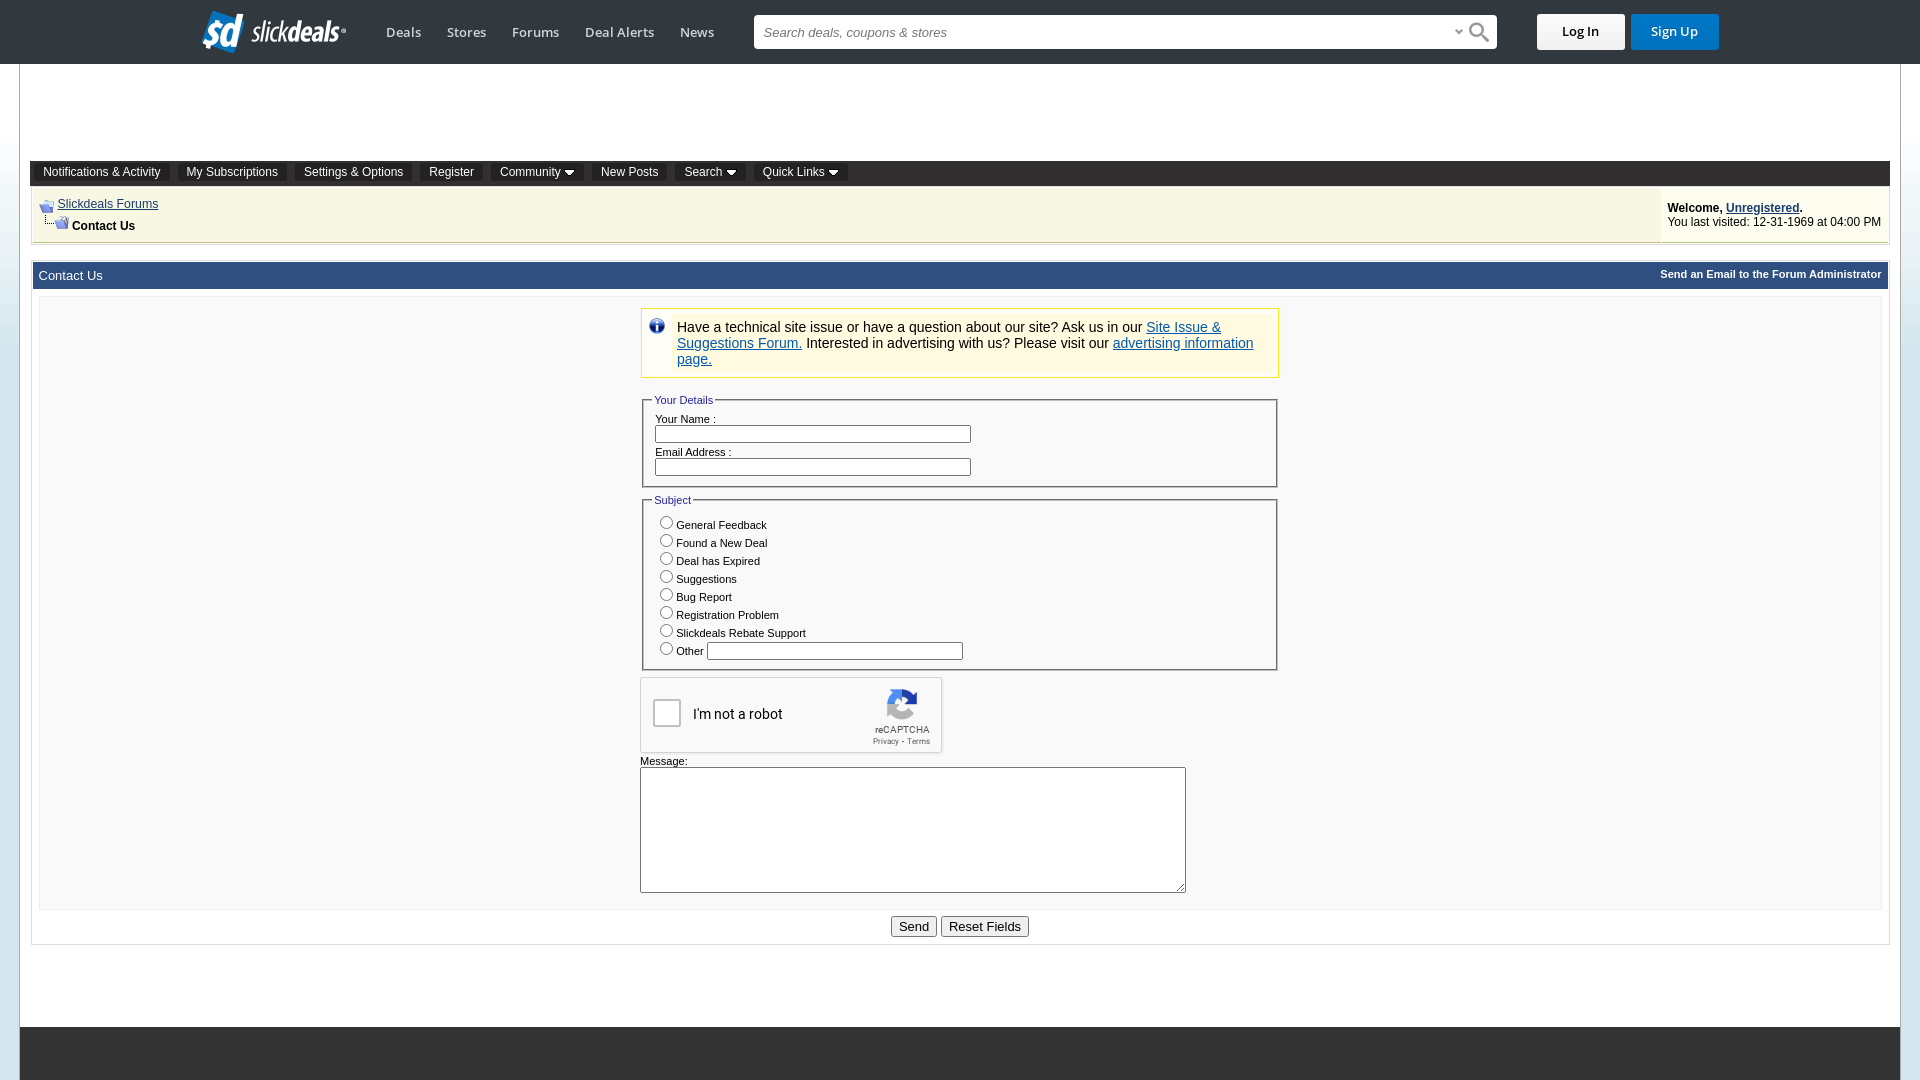 sd slickdeals®
Deals
Stores
Forums
Deal Alerts
News
Search deals, coupons & stores
Log In
Sign Up
Notifications & Activity
My Subscriptions
Settings & Options
Register
Community
New Posts
Search
Quick Links
Slickdeals Forums
Contact Us
Welcome, Unregistered.
You last visited: 12-31-1969 at 04:00 PM
Contact Us
Send an Email to the Forum Administrator
Have a technical site issue or have a question about our site? Ask us in our Site Issue &
Suggestions Forum. Interested in advertising with us? Please visit our advertising information
page.
Your Details
Your Name :
Email Address :
Subject
General Feedback
Found a New Deal
Deal has Expired
Suggestions
Bug Report
Registration Problem
Slickdeals Rebate Support
Other
I'm not a robot
reCAPTCHA
Privacy - Terms
Message:
Send
Reset Fields